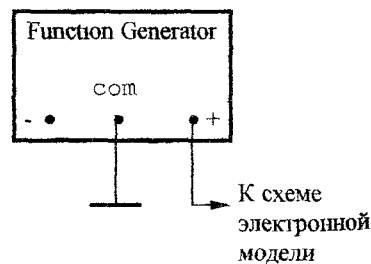 Function Generator
com
- +
К схеме
электронной
модели